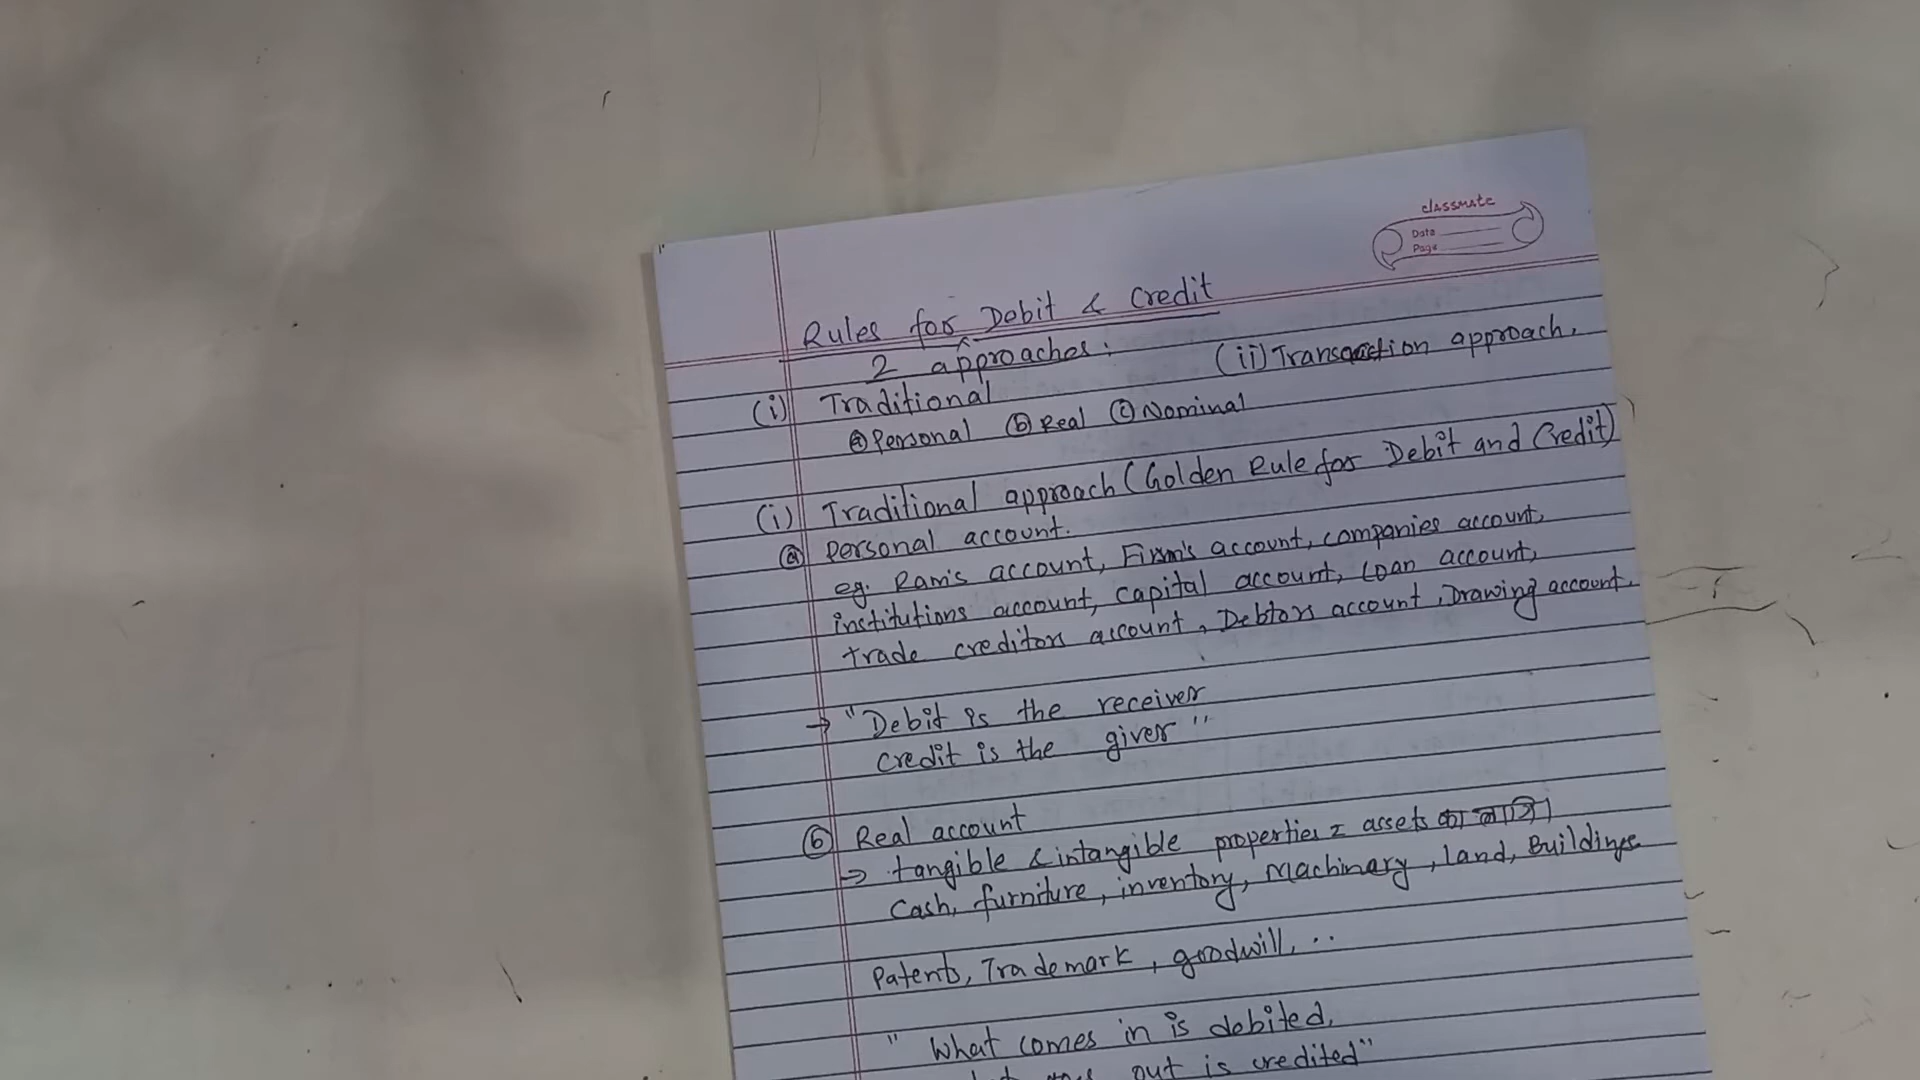 classmate
Date
Page
Rules for Debit & Credit
2 approaches:
(i) Traditional (ii) Transaction approach.
ⓐ Personal ⓑ Real ⓒ Nominal
(i) Traditional approach (Golden Rule for Debit and Credit)
ⓐ Personal account.
eg. Ram's account, Firm's account, companies account,
institutions account, capital account, Loan account,
trade creditors account, Debtors account, Drawing account.
→ "Debit is the receiver
credit is the giver"
ⓑ Real account
→ tangible & intangible properties = assets
Cash, furniture, inventory, Machinary, land, Buildings
Patents, Trademark, goodwill, ..
" What comes in is debited,
out is credited"